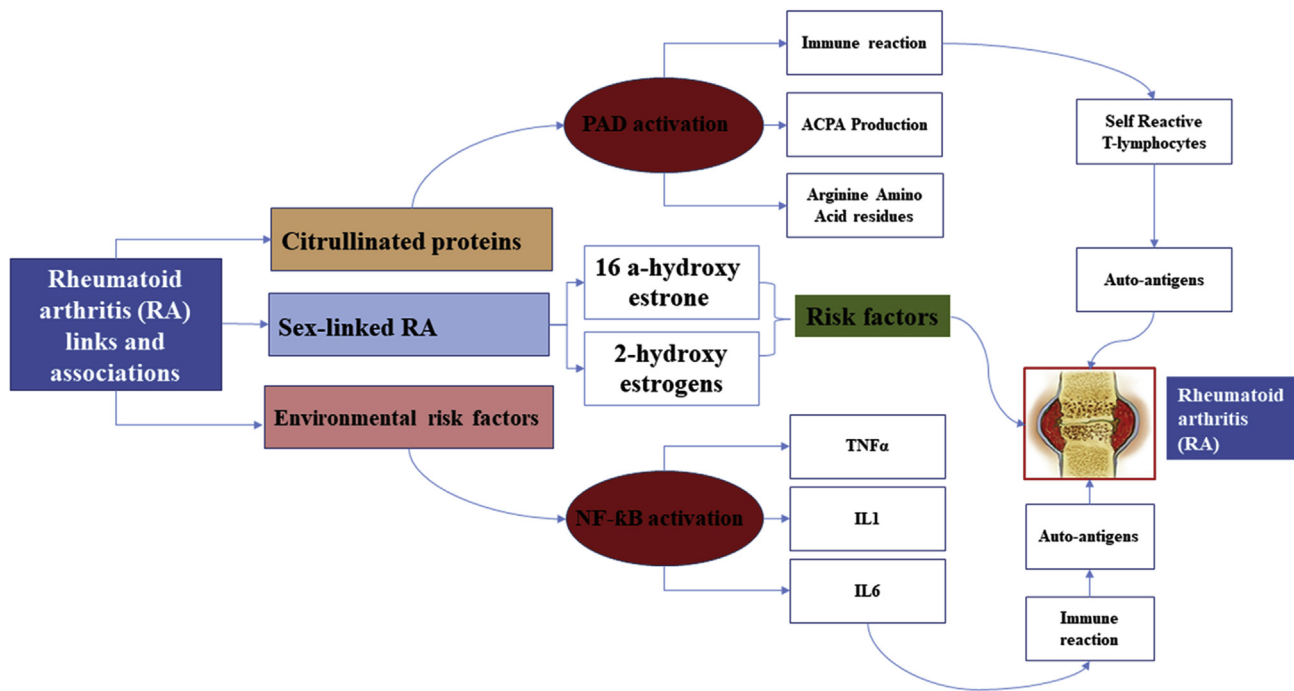 Rheumatoid
arthritis (RA)
links and
associations
Citrullinated proteins
Sex-linked RA
Environmental risk factors
PAD activation
Immune reaction
ACPA Production
Arginine Amino
Acid residues
Self Reactive
T-lymphocytes
Auto-antigens
16 a-hydroxy
estrone
2-hydroxy
estrogens
Risk factors
Rheumatoid
arthritis
(RA)
NF-ƙB activation
TNFα
IL1
IL6
Auto-antigens
Immune
reaction